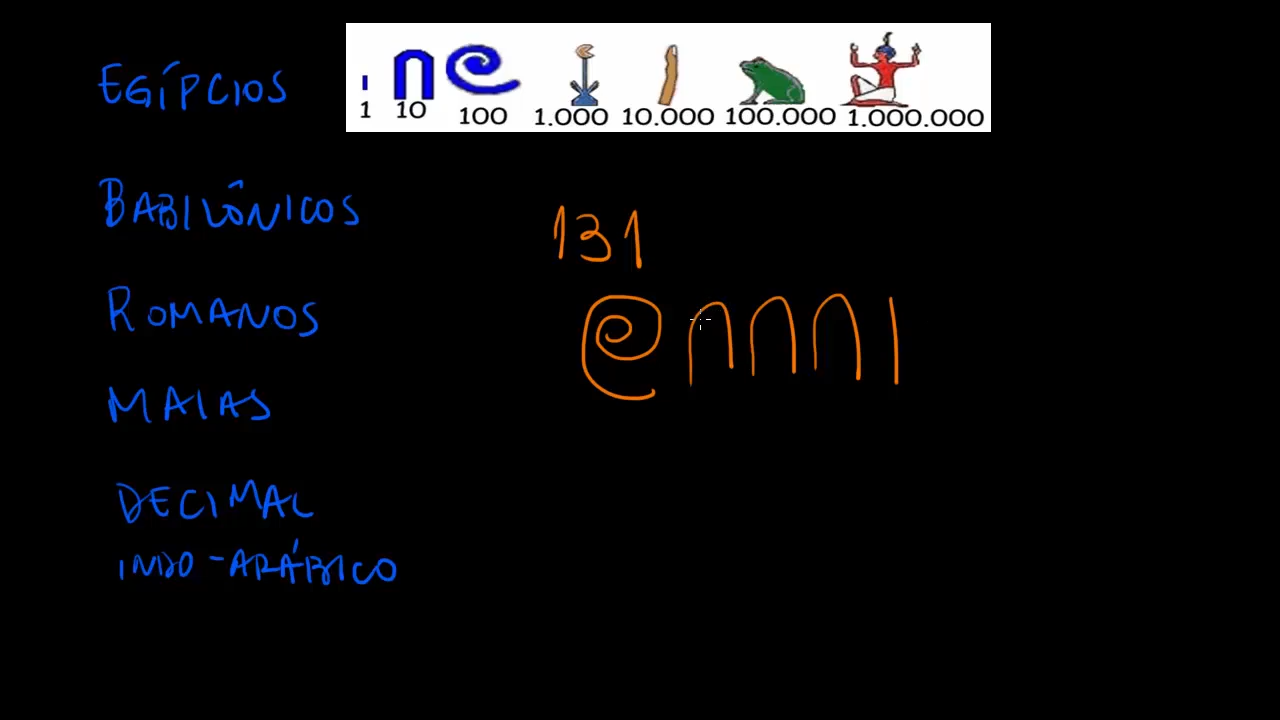 EGÍPCIOS
1 10 100 1.000 10.000 100.000 1.000.000
BABILÔNICOS
131
ROMANOS
MAIAS
DECIMAL
INDO-ARÁBICO